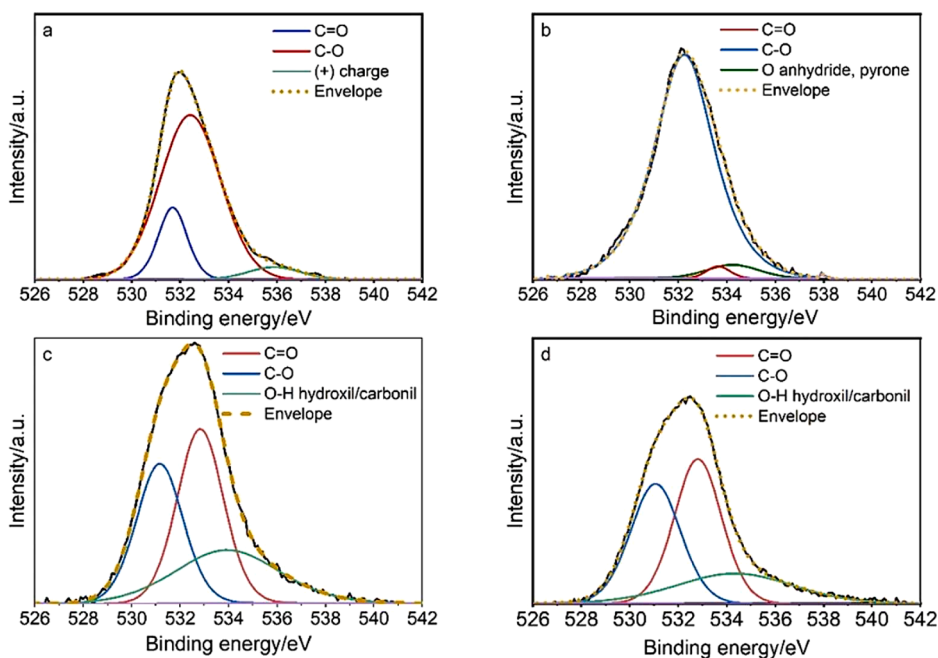 a
C=O
C-O
(+) charge
Envelope
Intensity/a.u.
526 528 530 532 534 536 538 540 542
Binding energy/eV
b
C=O
C-O
O anhydride, pyrone
Envelope
Intensity/a.u.
526 528 530 532 534 536 538 540 542
Binding energy/eV
c
C=O
C-O
O-H hydroxil/carbonil
Envelope
Intensity/a.u.
526 528 530 532 534 536 538 540 542
Binding energy/eV
d
C=O
C-O
O-H hydroxil/carbonil
Envelope
Intensity/a.u.
526 528 530 532 534 536 538 540 542
Binding energy/eV